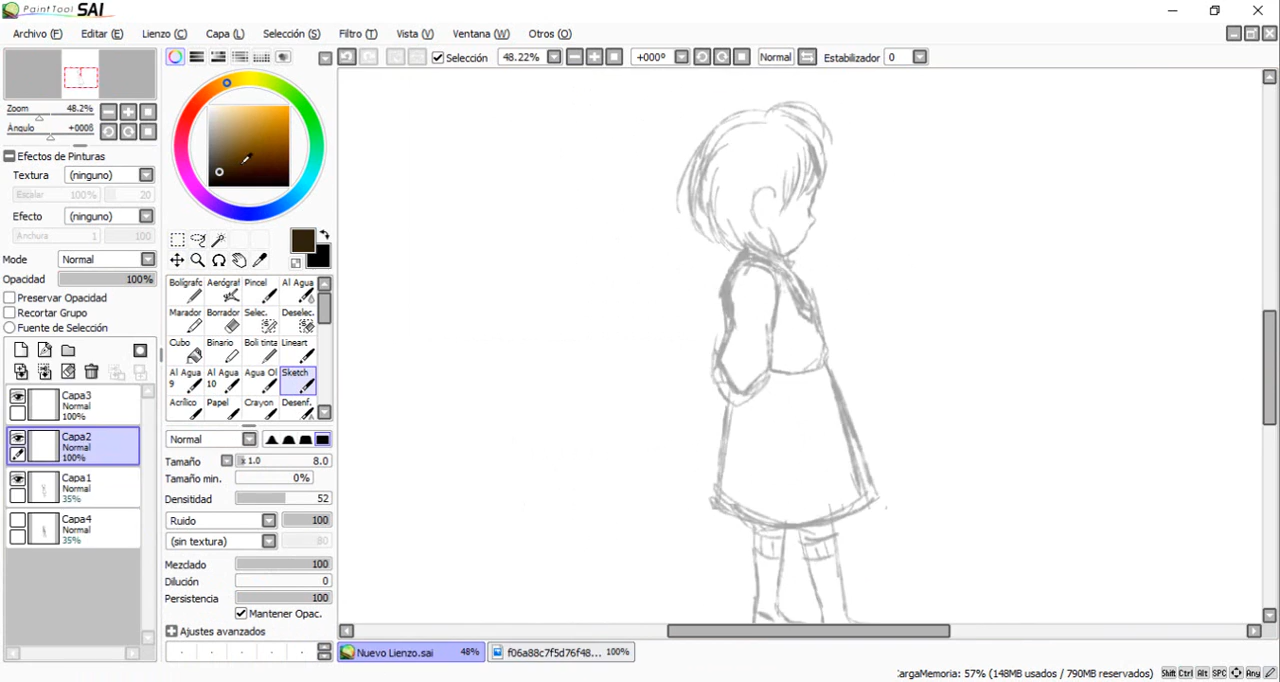 PaintTool SAI
Archivo (F) Editar (E) Lienzo (C) Capa (L) Selección (S) Filtro (T) Vista (V) Ventana (W) Otros (O)
Selección 48.22% +000º Normal Estabilizador 0
Zoom 48.2%
Ángulo +000ß
Efectos de Pinturas
Textura (ninguno)
Escalar 100% 20
Efecto (ninguno)
Anchura 1 100
Mode Normal
Opacidad 100%
Preservar Opacidad
Recortar Grupo
Fuente de Selección
Capa3
Normal
100%
Capa2
Normal
100%
Capa1
Normal
35%
Capa4
Normal
35%
Bolígrafc Aerógraf Pincel Al Agua
Marador Borrador Selec. Deselec.
Cubo Binario Boli tinta Lineart
Al Agua 9 Al Agua 10 Agua Ol Sketch
Acrílico Papel Crayon Desenf.
Normal
Tamaño x 1.0 8.0
Tamaño min. 0%
Densitidad 52
Ruido 100
(sin textura) 80
Mezclado 100
Dilución 0
Persistencia 100
Mantener Opac.
Ajustes avanzados
Nuevo Lienzo.sai 48% f06a88c7f5d76f48... 100%
CargaMemoria: 57% (148MB usados / 790MB reservados) Shift Ctrl Alt SPC Any